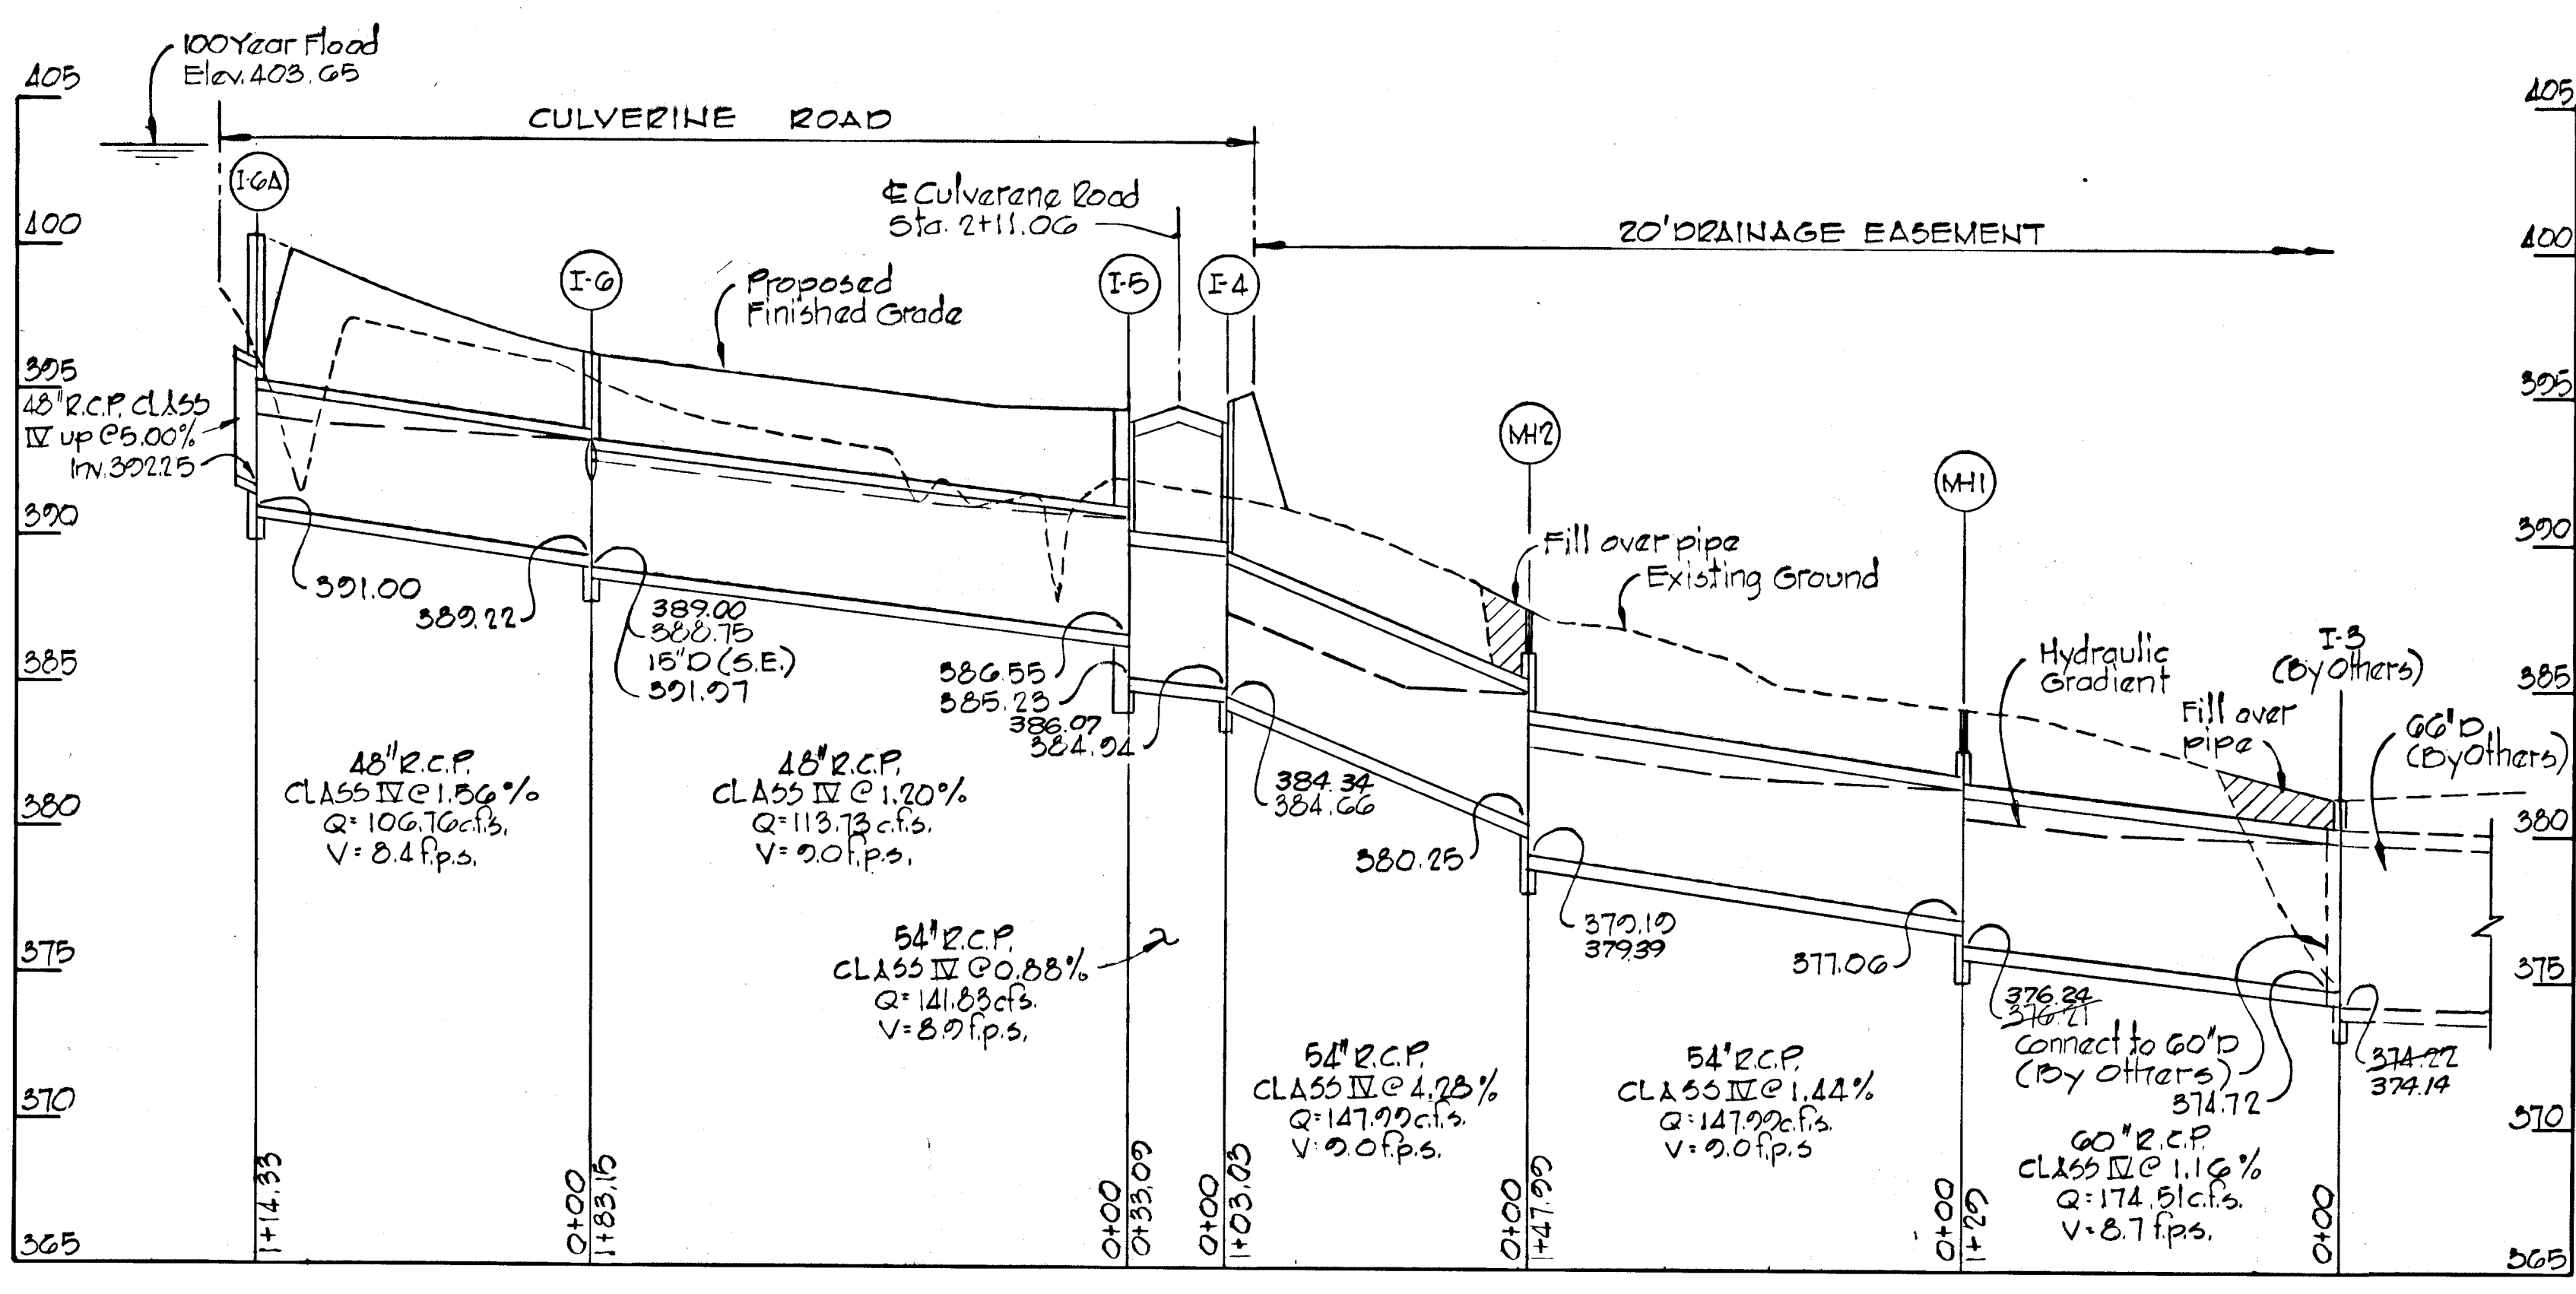 100 Year Flood
Elev. 403.65
405
405
CULVERINE ROAD
I-6A
℄ Culverene Road
Sta. 2+11.06
400
20' DRAINAGE EASEMENT
400
I-6
Proposed
Finished Grade
I-5
I-4
395
395
48" R.C.P. CLASS
IV up @ 5.00%
Inv. 392.25
MH2
MH1
390
390
Fill over pipe
Existing Ground
391.00
389.22
389.00
388.75
15" D (S.E.)
391.97
386.55
385.23
386.07
384.94
385
385
Hydraulic
Gradient
I-3
(By Others)
Fill over
pipe
66" D
(By Others)
48" R.C.P.
CLASS IV @ 1.56%
Q= 106.76 c.f.s.
V= 8.4 f.p.s.
48" R.C.P.
CLASS IV @ 1.20%
Q= 113.73 c.f.s.
V= 9.0 f.p.s.
384.34
384.66
380
380
380.25
379.19
379.39
377.06
54" R.C.P.
CLASS IV @ 0.88%
Q= 141.83 cfs.
V= 8.9 f.p.s.
375
375
376.24
376.21
Connect to 60" D
(By Others)
374.72
374.22
374.14
54" R.C.P.
CLASS IV @ 4.28%
Q= 147.99 c.f.s.
V= 9.0 f.p.s.
54" R.C.P.
CLASS IV @ 1.44%
Q= 147.99 c.f.s.
V= 9.0 f.p.s
370
370
60" R.C.P.
CLASS IV @ 1.16%
Q= 174.51 c.f.s.
V= 8.7 f.p.s.
1+14.33
0+00
1+83.15
0+00
0+33.09
0+00
1+03.03
0+00
1+47.99
0+00
1+29
0+00
365
365